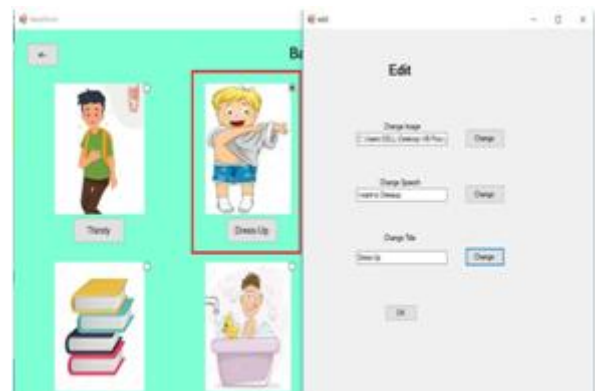 ←
Ba
Thirsty
Dress-Up
Edit
Change Image
Change
Change Speech
Change
Change Title
Dress-Up
Change
OK